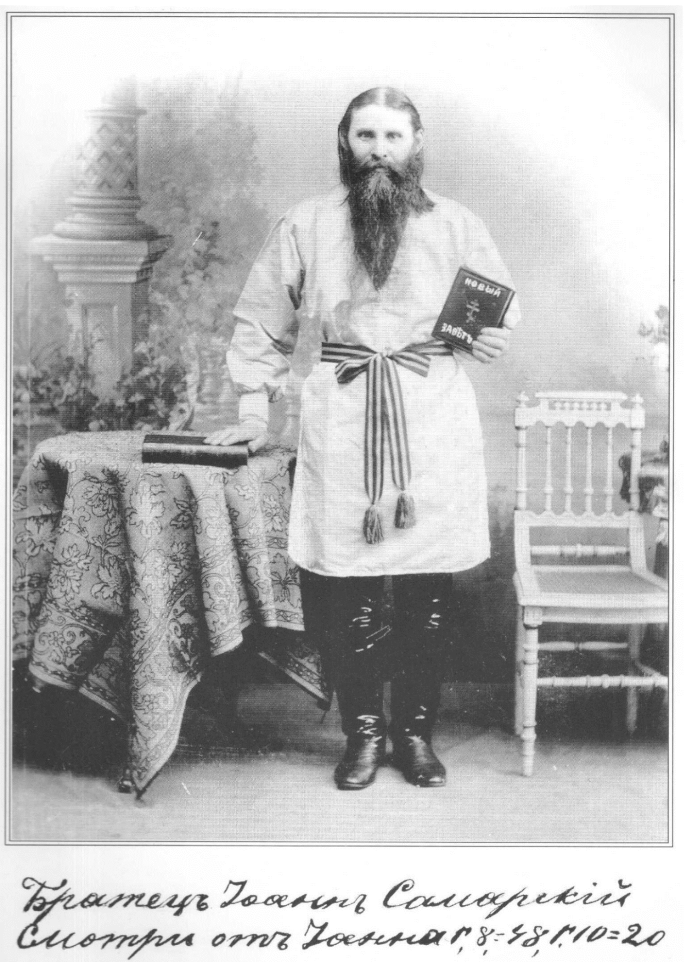 НОВЫЙ
ЗАВѢТЪ
Братецъ Іоаннъ Самарскій
Смотри отъ Іоанна Г. 8=48, Г. 10=20